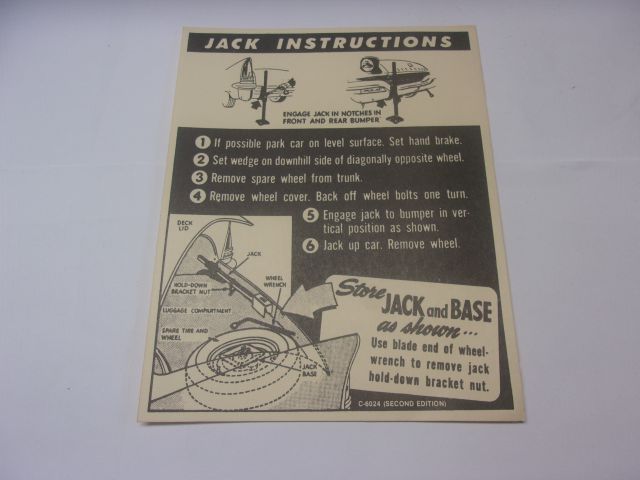 JACK INSTRUCTIONS
ENGAGE JACK IN NOTCHES IN
FRONT AND REAR BUMPER
1 If possible park car on level surface. Set hand brake.
2 Set wedge on downhill side of diagonally opposite wheel.
3 Remove spare wheel from trunk.
4 Remove wheel cover. Back off wheel bolts one turn.
5 Engage jack to bumper in ver-
tical position as shown.
6 Jack up car. Remove wheel.
DECK
LID
JACK
HOLD-DOWN
BRACKET NUT
WHEEL
WRENCH
LUGGAGE COMPARTMENT
SPARE TIRE AND
WHEEL
JACK
BASE
Store
JACK and BASE
as shown...
Use blade end of wheel-
wrench to remove jack
hold-down bracket nut.
C-6024 (SECOND EDITION)